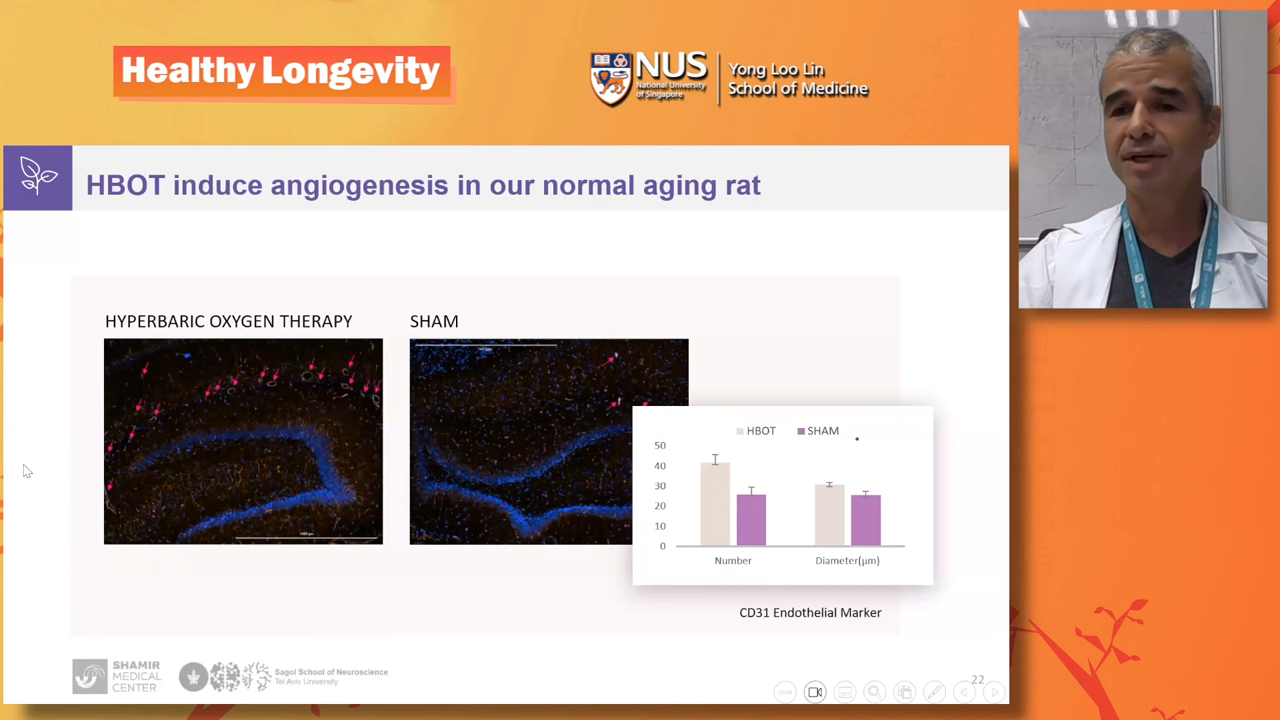 Healthy Longevity
NUS
National University
of Singapore
Yong Loo Lin
School of Medicine
HBOT induce angiogenesis in our normal aging rat
HYPERBARIC OXYGEN THERAPY
SHAM
HBOT
SHAM
50
40
30
20
10
0
Number
Diameter(µm)
CD31 Endothelial Marker
SHAMIR
MEDICAL
CENTER
Sagol School of Neuroscience
Tel Aviv University
22